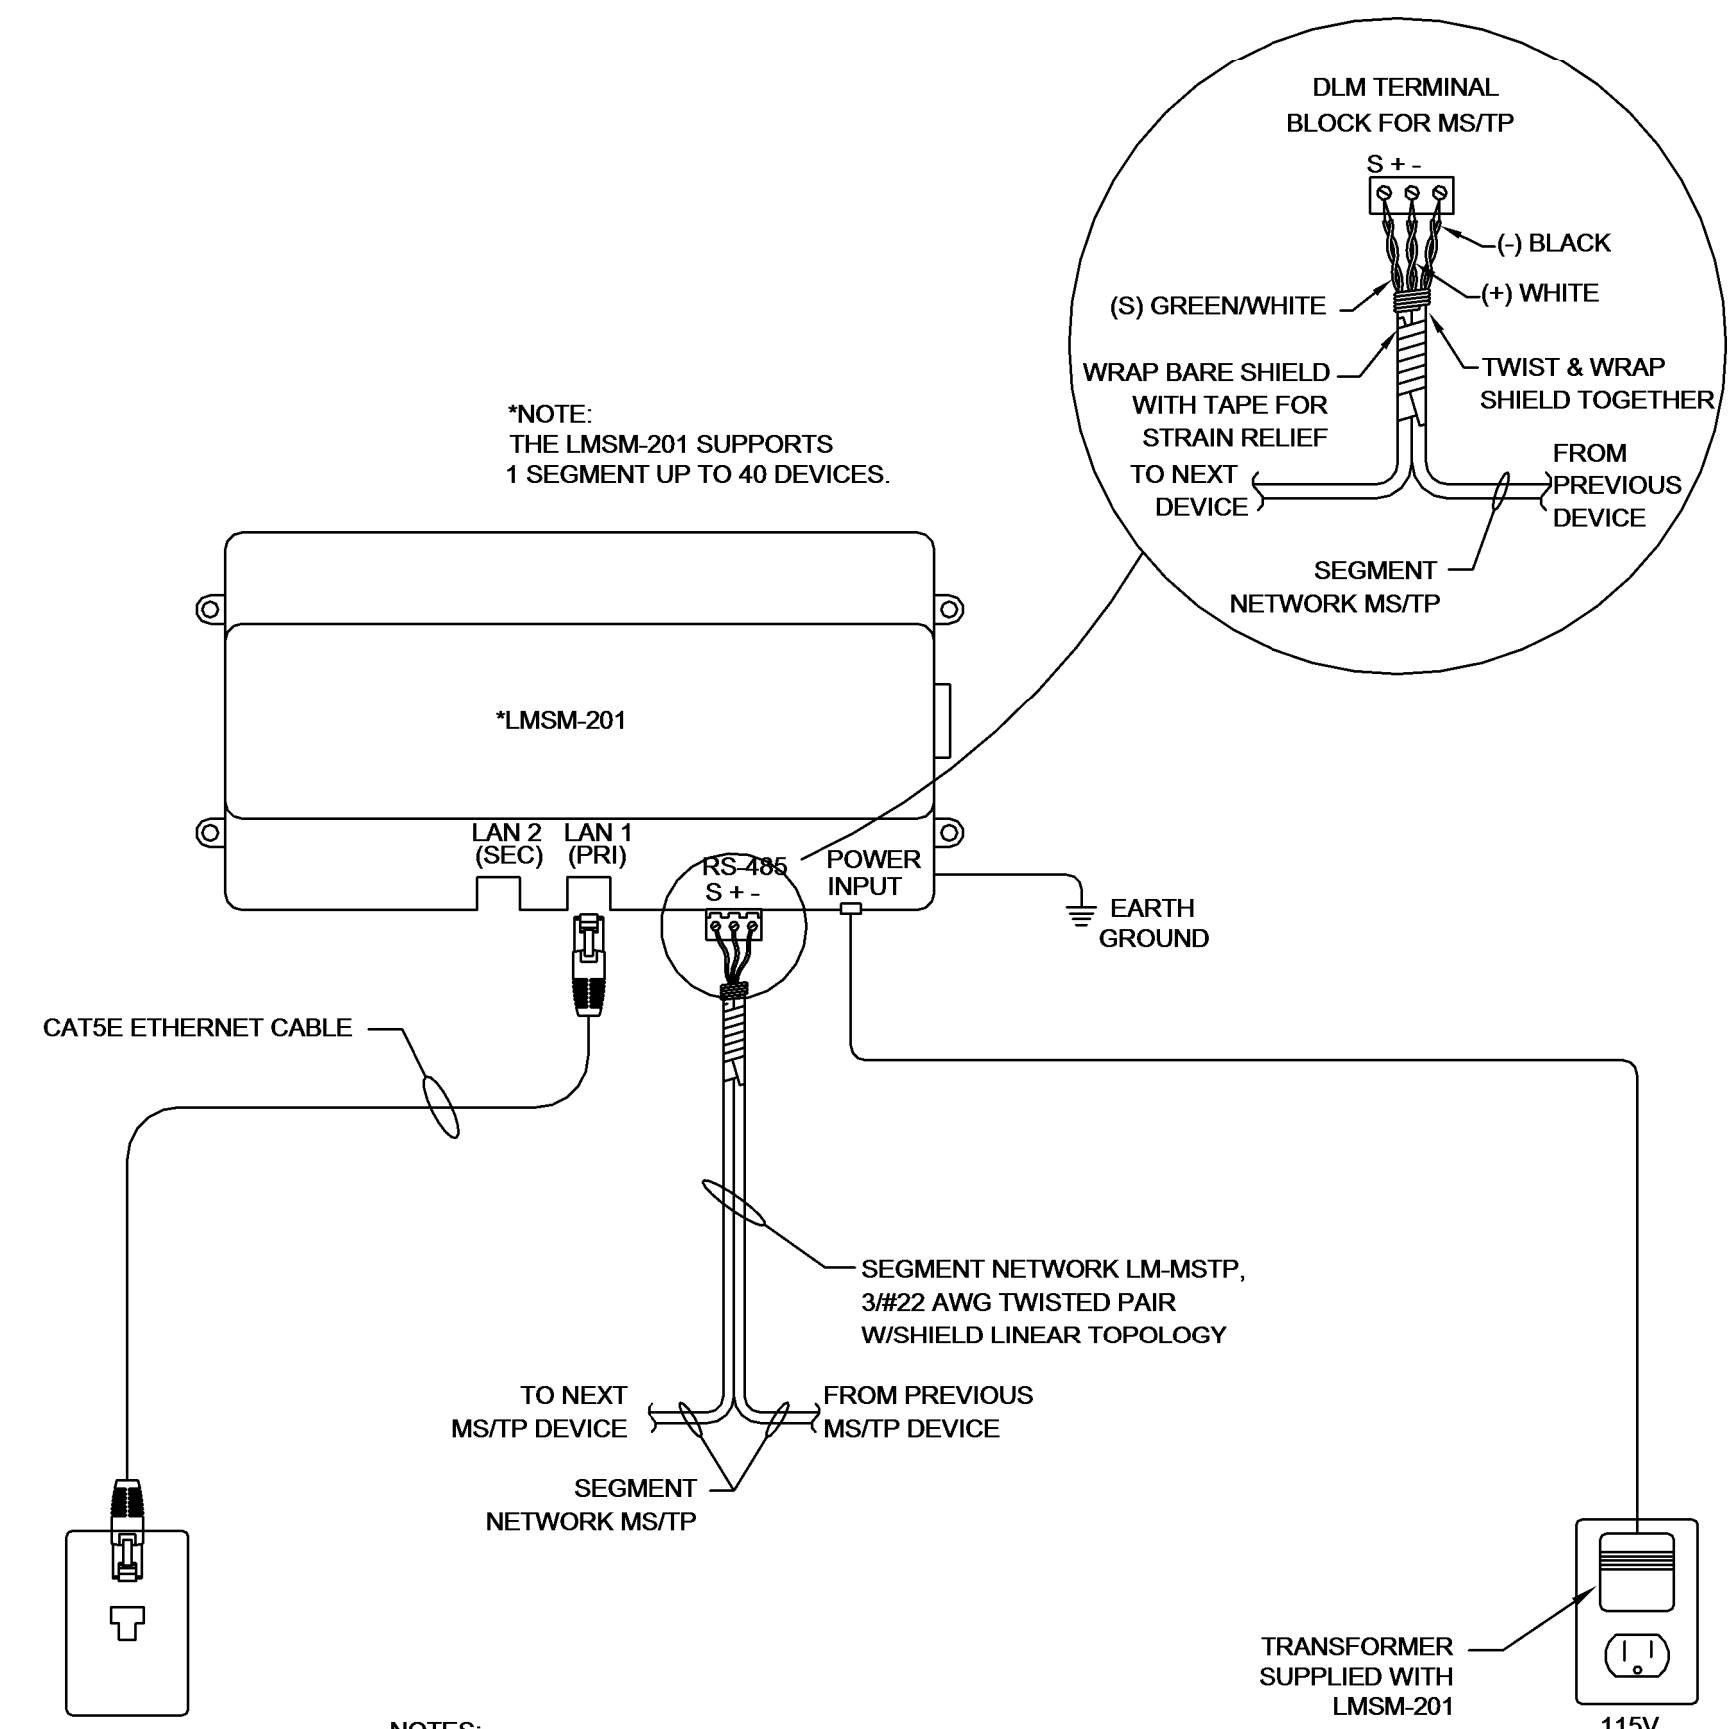 DLM TERMINAL
BLOCK FOR MS/TP
S + -
(-) BLACK
(+) WHITE
(S) GREEN/WHITE
WRAP BARE SHIELD
WITH TAPE FOR
STRAIN RELIEF
TWIST & WRAP
SHIELD TOGETHER
TO NEXT
DEVICE
FROM
PREVIOUS
DEVICE
SEGMENT
NETWORK MS/TP
*NOTE:
THE LMSM-201 SUPPORTS
1 SEGMENT UP TO 40 DEVICES.
*LMSM-201
LAN 2
(SEC)
LAN 1
(PRI)
RS-485
S + -
POWER
INPUT
EARTH
GROUND
CAT5E ETHERNET CABLE
SEGMENT NETWORK LM-MSTP,
3/#22 AWG TWISTED PAIR
W/SHIELD LINEAR TOPOLOGY
TO NEXT
MS/TP DEVICE
FROM PREVIOUS
MS/TP DEVICE
SEGMENT
NETWORK MS/TP
TRANSFORMER
SUPPLIED WITH
LMSM-201
115V
NOTES: